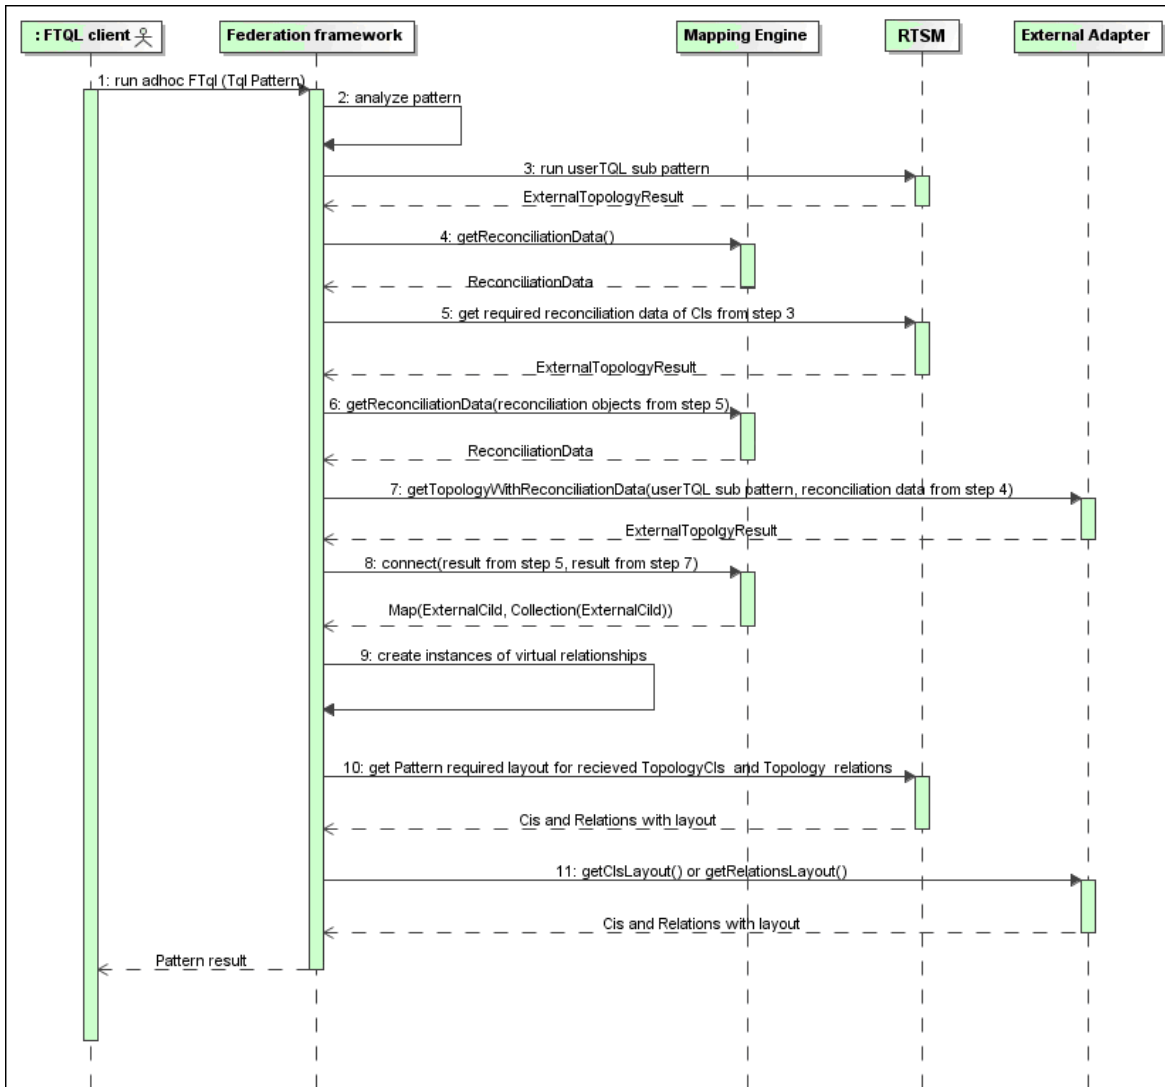 : FTQL client
Federation framework
Mapping Engine
RTSM
External Adapter
1: run adhoc FTql (Tql Pattern)
2: analyze pattern
3: run userTQL sub pattern
ExternalTopologyResult
4: getReconciliationData()
ReconciliationData
5: get required reconciliation data of CIs from step 3
ExternalTopologyResult
6: getReconciliationData(reconciliation objects from step 5)
ReconciliationData
7: getTopologyWithReconciliationData(userTQL sub pattern, reconciliation data from step 4)
ExternalTopolgyResult
8: connect(result from step 5, result from step 7)
Map(ExternalCiId, Collection(ExternalCiId))
9: create instances of virtual relationships
10: get Pattern required layout for recieved TopologyCIs and Topology relations
Cis and Relations with layout
11: getCIsLayout() or getRelationsLayout()
Cis and Relations with layout
Pattern result